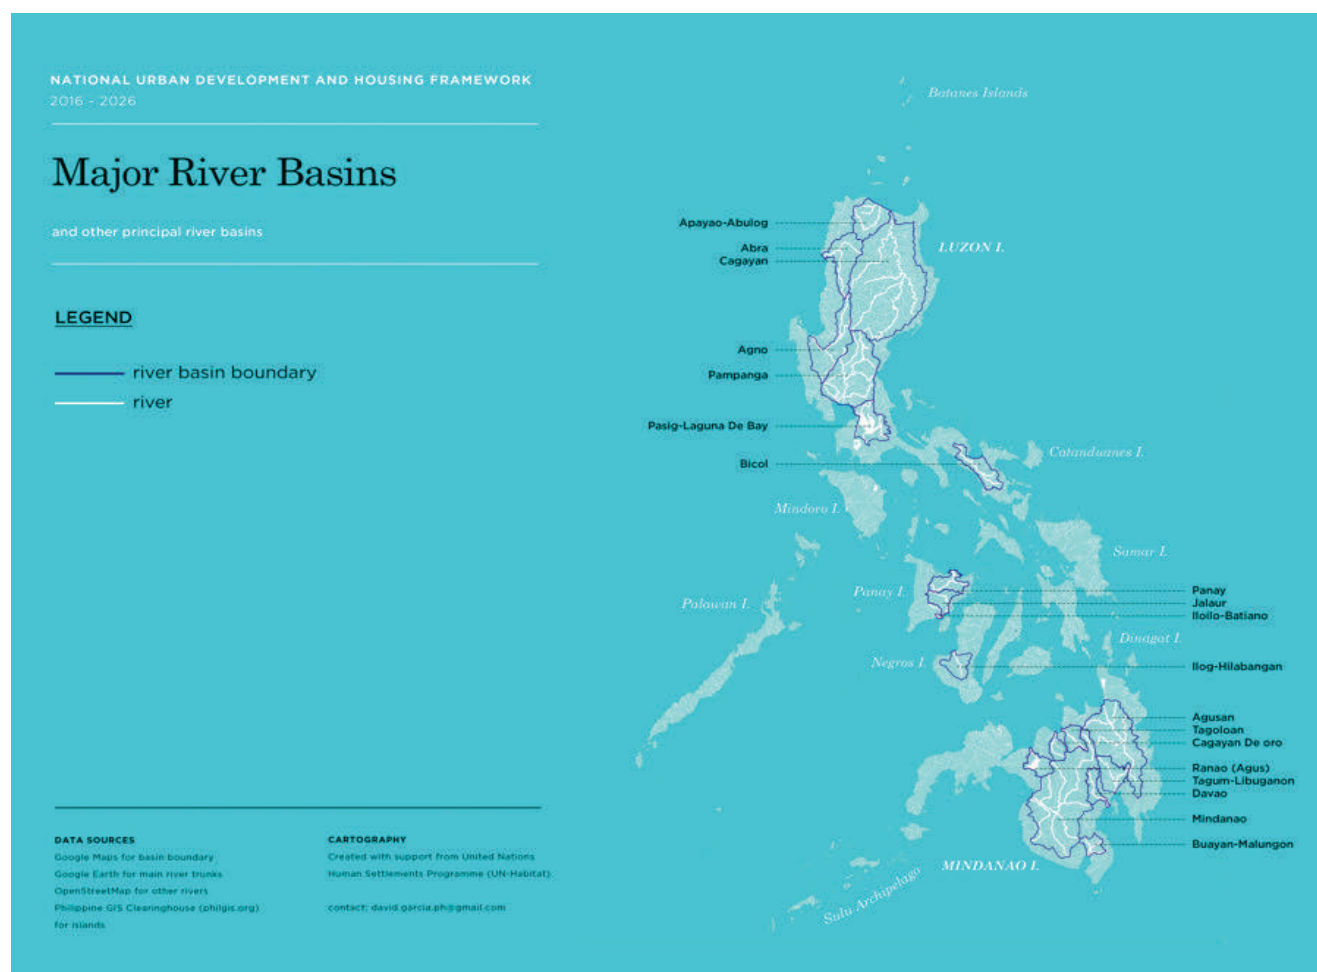 NATIONAL URBAN DEVELOPMENT AND HOUSING FRAMEWORK
2016 - 2026
Major River Basins
and other principal river basins
LEGEND
river basin boundary
river
DATA SOURCES
Google Maps for basin boundary
Google Earth for main river trunks
OpenStreetMap for other rivers
Philippine GIS Clearinghouse (philgis.org)
for islands
CARTOGRAPHY
Created with support from United Nations
Human Settlements Programme (UN-Habitat)
contact: david.garcia.ph@gmail.com
Batanes Islands
Apayao-Abulog
Abra
Cagayan
LUZON I.
Agno
Pampanga
Pasig-Laguna De Bay
Bicol
Catanduanes I.
Mindoro I.
Samar I.
Panay I.
Palawan I.
Panay
Jalaur
Iloilo-Batiano
Dinagat I.
Negros I.
Ilog-Hilabangan
Agusan
Tagoloan
Cagayan De oro
Ranao (Agus)
Tagum-Libuganon
Davao
Mindanao
Buayan-Malungon
MINDANAO I.
Sulu Archipelago